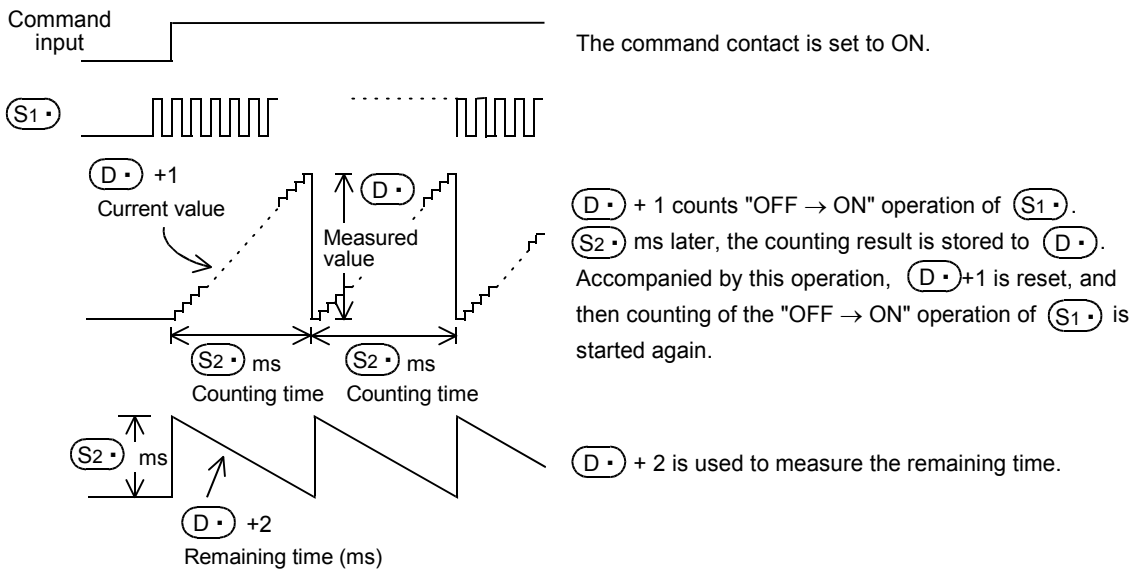 Command
input
The command contact is set to ON.
S1·
D· +1
Current value
D·
Measured
value
D· + 1 counts "OFF → ON" operation of S1·.
S2· ms later, the counting result is stored to D·.
Accompanied by this operation, D·+1 is reset, and
then counting of the "OFF → ON" operation of S1· is
started again.
S2· ms
Counting time
S2· ms
Counting time
S2· ms
D· + 2 is used to measure the remaining time.
D· +2
Remaining time (ms)